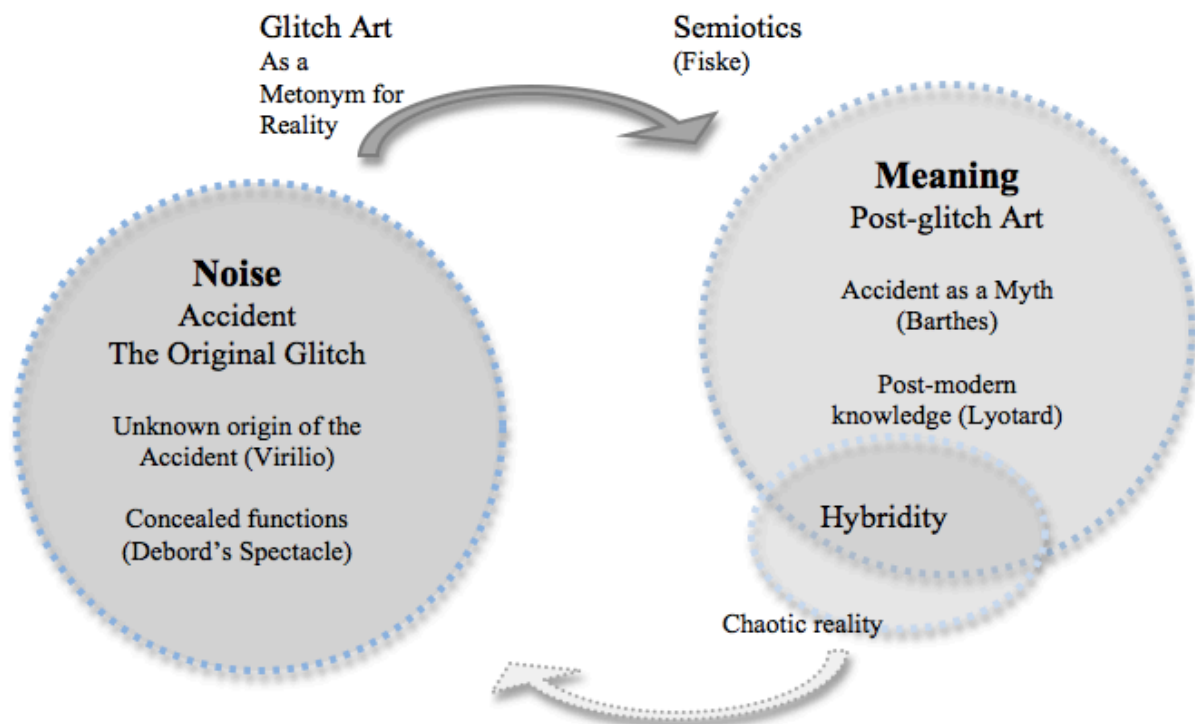 Glitch Art
As a
Metonym for
Reality
Semiotics
(Fiske)
Noise
Accident
The Original Glitch
Unknown origin of the
Accident (Virilio)
Concealed functions
(Debord’s Spectacle)
Meaning
Post-glitch Art
Accident as a Myth
(Barthes)
Post-modern
knowledge (Lyotard)
Hybridity
Chaotic reality